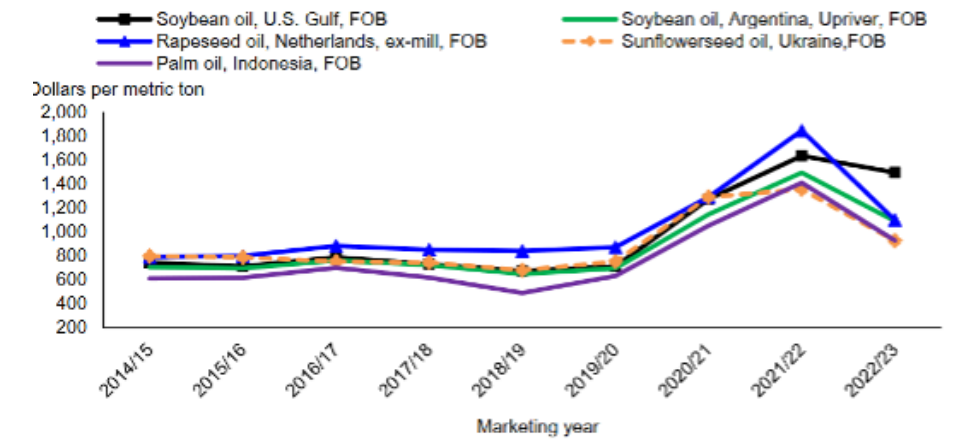 Soybean oil, U.S. Gulf, FOB
Soybean oil, Argentina, Upriver, FOB
Rapeseed oil, Netherlands, ex-mill, FOB
Sunflowerseed oil, Ukraine,FOB
Palm oil, Indonesia, FOB
Dollars per metric ton
2,000
1,800
1,600
1,400
1,200
1,000
800
600
400
200
2014/15
2015/16
2016/17
2017/18
2018/19
2019/20
2020/21
2021/22
2022/23
Marketing year